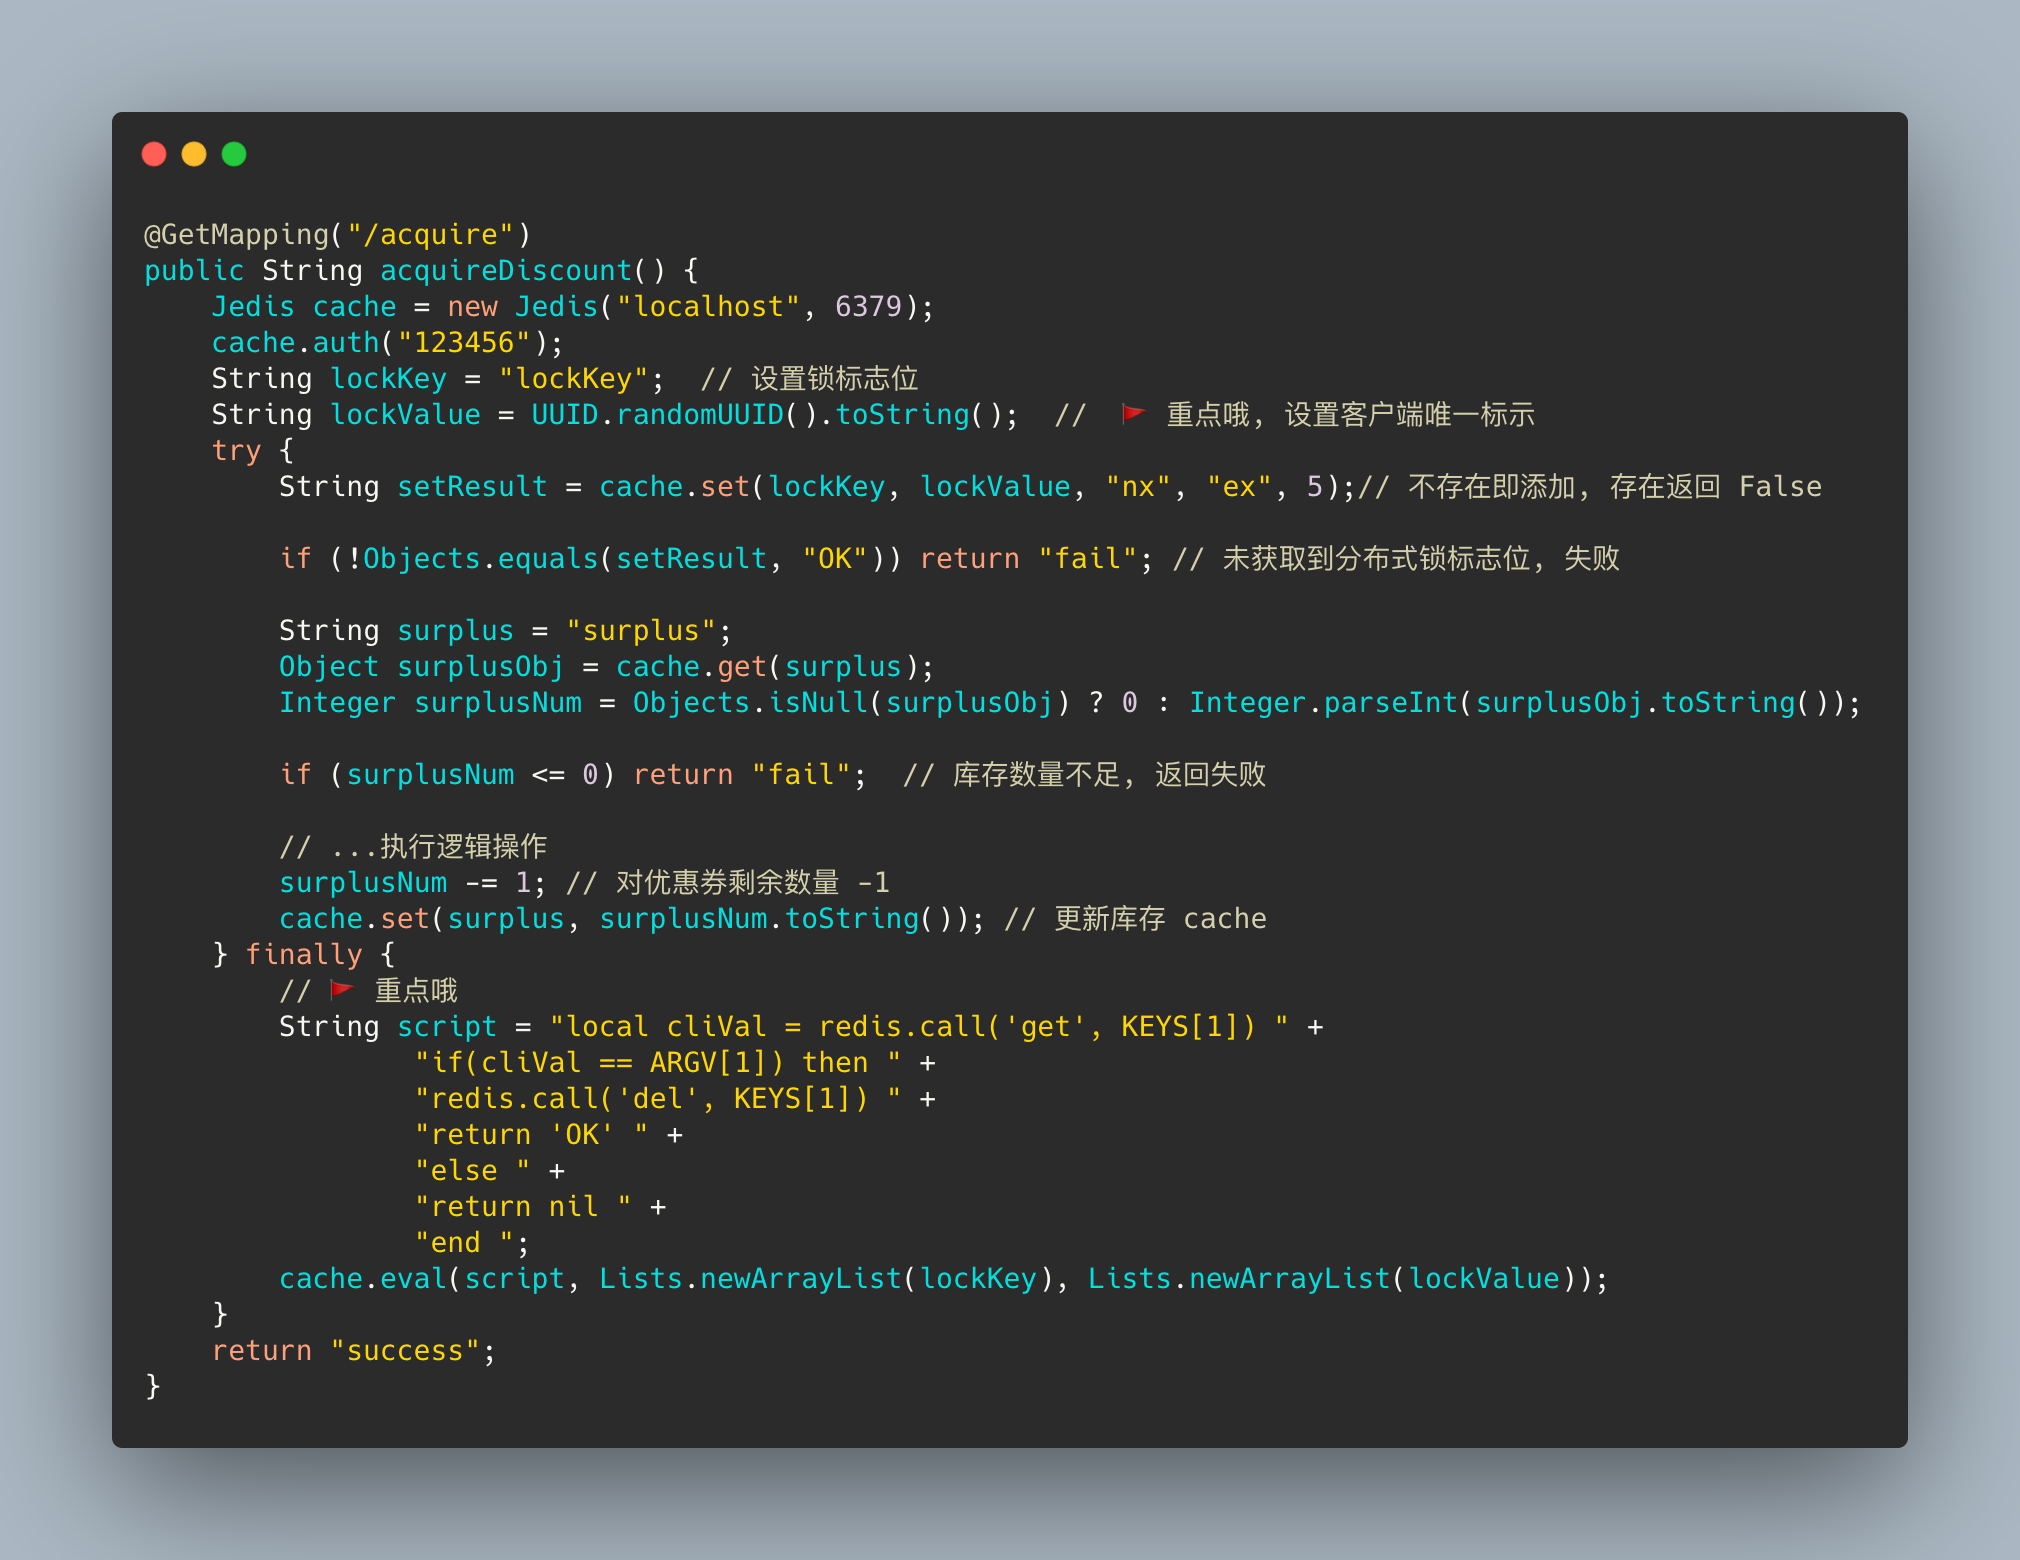 @GetMapping("/acquire")
public String acquireDiscount() {
    Jedis cache = new Jedis("localhost", 6379);
    cache.auth("123456");
    String lockKey = "lockKey";  // 设置锁标志位
    String lockValue = UUID.randomUUID().toString();  //  🚩 重点哦, 设置客户端唯一标示
    try {
        String setResult = cache.set(lockKey, lockValue, "nx", "ex", 5);// 不存在即添加, 存在返回 False
        if (!Objects.equals(setResult, "OK")) return "fail"; // 未获取到分布式锁标志位, 失败
        String surplus = "surplus";
        Object surplusObj = cache.get(surplus);
        Integer surplusNum = Objects.isNull(surplusObj) ? 0 : Integer.parseInt(surplusObj.toString());
        if (surplusNum <= 0) return "fail";  // 库存数量不足, 返回失败
        // ...执行逻辑操作
        surplusNum -= 1; // 对优惠券剩余数量 -1
        cache.set(surplus, surplusNum.toString()); // 更新库存 cache
    } finally {
        // 🚩 重点哦
        String script = "local cliVal = redis.call('get', KEYS[1]) " +
                "if(cliVal == ARGV[1]) then " +
                "redis.call('del', KEYS[1]) " +
                "return 'OK' " +
                "else " +
                "return nil " +
                "end ";
        cache.eval(script, Lists.newArrayList(lockKey), Lists.newArrayList(lockValue));
    }
    return "success";
}